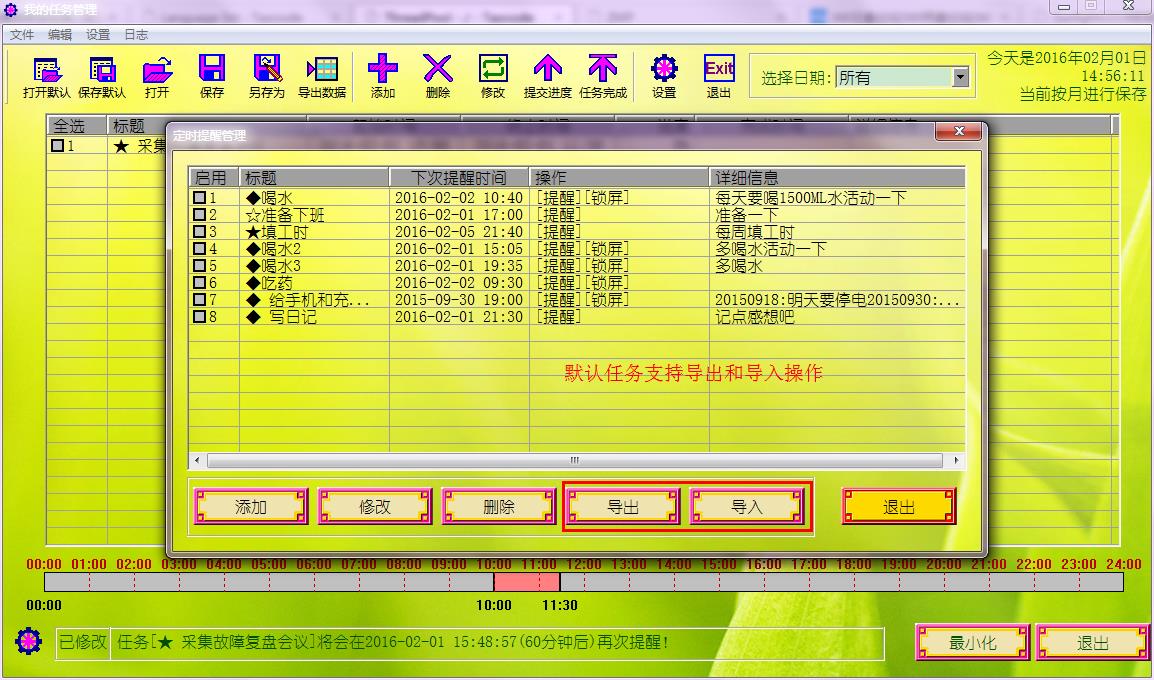 我的任务管理
文件 编辑 设置 日志
打开默认 保存默认 打开 保存 另存为 导出数据 添加 删除 修改 提交进度 任务完成 设置 Exit 退出
选择日期: 所有
今天是2016年02月01日
14:56:11
当前按月进行保存
全选 标题
1 ★ 采集
定时提醒管理
启用 标题 下次提醒时间 操作 详细信息
1 ◆喝水 2016-02-02 10:40 [提醒][锁屏] 每天要喝1500ML水活动一下
2 ☆准备下班 2016-02-01 17:00 [提醒] 准备一下
3 ★填工时 2016-02-05 21:40 [提醒] 每周填工时
4 ◆喝水2 2016-02-01 15:05 [提醒][锁屏] 多喝水活动一下
5 ◆喝水3 2016-02-01 19:35 [提醒][锁屏] 多喝水
6 ◆吃药 2016-02-02 09:30 [提醒][锁屏]
7 ◆ 给手机和充... 2015-09-30 19:00 [提醒][锁屏] 20150918:明天要停电20150930:...
8 ◆ 写日记 2016-02-01 21:30 [提醒] 记点感想吧
默认任务支持导出和导入操作
添加 修改 删除 导出 导入 退出
00:00 01:00 02:00 03:00 04:00 05:00 06:00 07:00 08:00 09:00 10:00 11:00 12:00 13:00 14:00 15:00 16:00 17:00 18:00 19:00 20:00 21:00 22:00 23:00 24:00
00:00 10:00 11:30
已修改 任务[★ 采集故障复盘会议]将会在2016-02-01 15:48:57(60分钟后)再次提醒!
最小化 退出